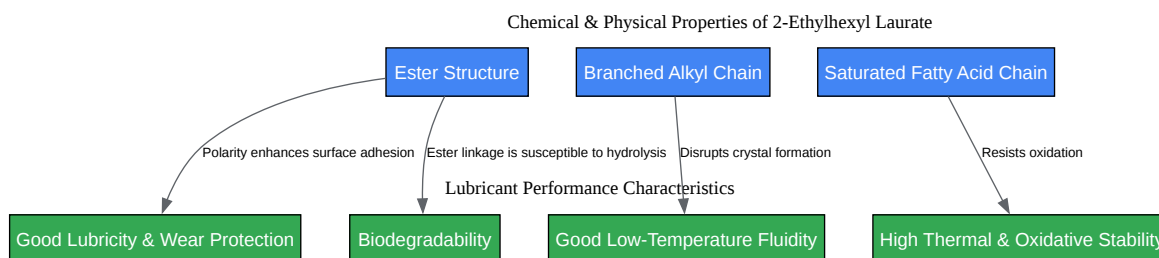 Chemical & Physical Properties of 2-Ethylhexyl Laurate
Ester Structure
Branched Alkyl Chain
Saturated Fatty Acid Chain
Polarity enhances surface adhesion
Ester linkage is susceptible to hydrolysis
Disrupts crystal formation
Resists oxidation
Lubricant Performance Characteristics
Good Lubricity & Wear Protection
Biodegradability
Good Low-Temperature Fluidity
High Thermal & Oxidative Stability